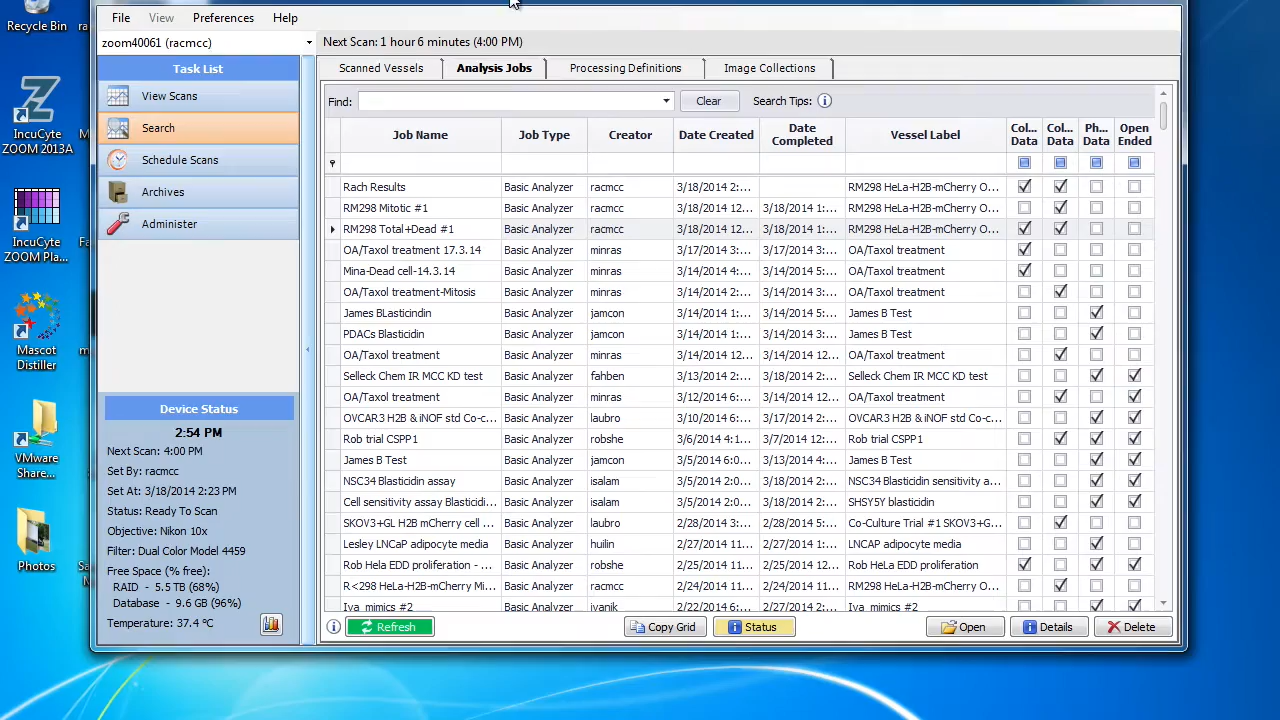 Recycle Bin
ra
IncuCyte
ZOOM 2013A
IncuCyte
ZOOM Pla...
Mascot
Distiller
VMware
Share...
Photos
File View Preferences Help
zoom40061 (racmcc)
Next Scan: 1 hour 6 minutes (4:00 PM)
Task List
View Scans
Search
Schedule Scans
Archives
Administer
Device Status
2:54 PM
Next Scan: 4:00 PM
Set By: racmcc
Set At: 3/18/2014 2:23 PM
Status: Ready To Scan
Objective: Nikon 10x
Filter: Dual Color Model 4459
Free Space (% free):
RAID - 5.5 TB (68%)
Database - 9.6 GB (96%)
Temperature: 37.4 °C
Scanned Vessels Analysis Jobs Processing Definitions Image Collections
Find: Clear Search Tips:
Job Name Job Type Creator Date Created Date Completed Vessel Label Col... Data Col... Data Ph... Data Open Ended
Rach Results Basic Analyzer racmcc 3/18/2014 2:... RM298 HeLa-H2B-mCherry O...
RM298 Mitotic #1 Basic Analyzer racmcc 3/18/2014 12... 3/18/2014 1:... RM298 HeLa-H2B-mCherry O...
RM298 Total+Dead #1 Basic Analyzer racmcc 3/18/2014 12... 3/18/2014 1:... RM298 HeLa-H2B-mCherry O...
OA/Taxol treatment 17.3.14 Basic Analyzer minras 3/17/2014 3:... 3/17/2014 3:... OA/Taxol treatment
Mina-Dead cell-14.3.14 Basic Analyzer minras 3/14/2014 4:... 3/14/2014 5:... OA/Taxol treatment
OA/Taxol treatment-Mitosis Basic Analyzer minras 3/14/2014 2:... 3/14/2014 3:... OA/Taxol treatment
James BLasticindin Basic Analyzer jamcon 3/14/2014 1:... 3/14/2014 5:... James B Test
PDACs Blasticidin Basic Analyzer jamcon 3/14/2014 1:... 3/14/2014 3:... James B Test
OA/Taxol treatment Basic Analyzer minras 3/14/2014 1:... 3/14/2014 12... OA/Taxol treatment
Selleck Chem IR MCC KD test Basic Analyzer fahben 3/13/2014 2:... 3/18/2014 2:... Selleck Chem IR MCC KD test
OA/Taxol treatment Basic Analyzer minras 3/12/2014 6:... 3/18/2014 1:... OA/Taxol treatment
OVCAR3 H2B & iNOF std Co-c... Basic Analyzer laubro 3/10/2014 6:... 3/17/2014 2:... OVCAR3 H2B & iNOF std Co-c...
Rob trial CSPP1 Basic Analyzer robshe 3/6/2014 4:1... 3/7/2014 12:... Rob trial CSPP1
James B Test Basic Analyzer jamcon 3/5/2014 6:0... 3/13/2014 4:... James B Test
NSC34 Blasticidin assay Basic Analyzer isalam 3/5/2014 2:0... 3/18/2014 2:... NSC34 Blasticidin sensitivity a...
Cell sensitivity assay Blasticidi... Basic Analyzer isalam 3/5/2014 2:0... 3/18/2014 2:... SHSY5Y blasticidin
SKOV3+GL H2B mCherry cell ... Basic Analyzer laubro 2/28/2014 3:... 2/28/2014 5:... Co-Culture Trial #1 SKOV3+G...
Lesley LNCaP adipocyte media Basic Analyzer huilin 2/27/2014 11... 2/27/2014 1:... LNCAP adipocyte media
Rob HeLa EDD proliferation - ... Basic Analyzer robshe 2/25/2014 11... 2/25/2014 11... Rob HeLa EDD proliferation
R<298 HeLa-H2B-mCherry Mi... Basic Analyzer racmcc 2/24/2014 11... 2/24/2014 11... RM298 HeLa-H2B-mCherry O...
Iva mimics #2 Basic Analyzer ivanik 2/22/2014 6:... 2/27/2014 2:... Iva mimics #2
Refresh Copy Grid Status Open Details Delete